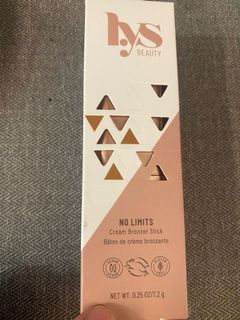 lys
BEAUTY
NO LIMITS
Cream Bronzer Stick
Bâton de crème bronzante
NET WT. 0.25 OZ/7.2 g